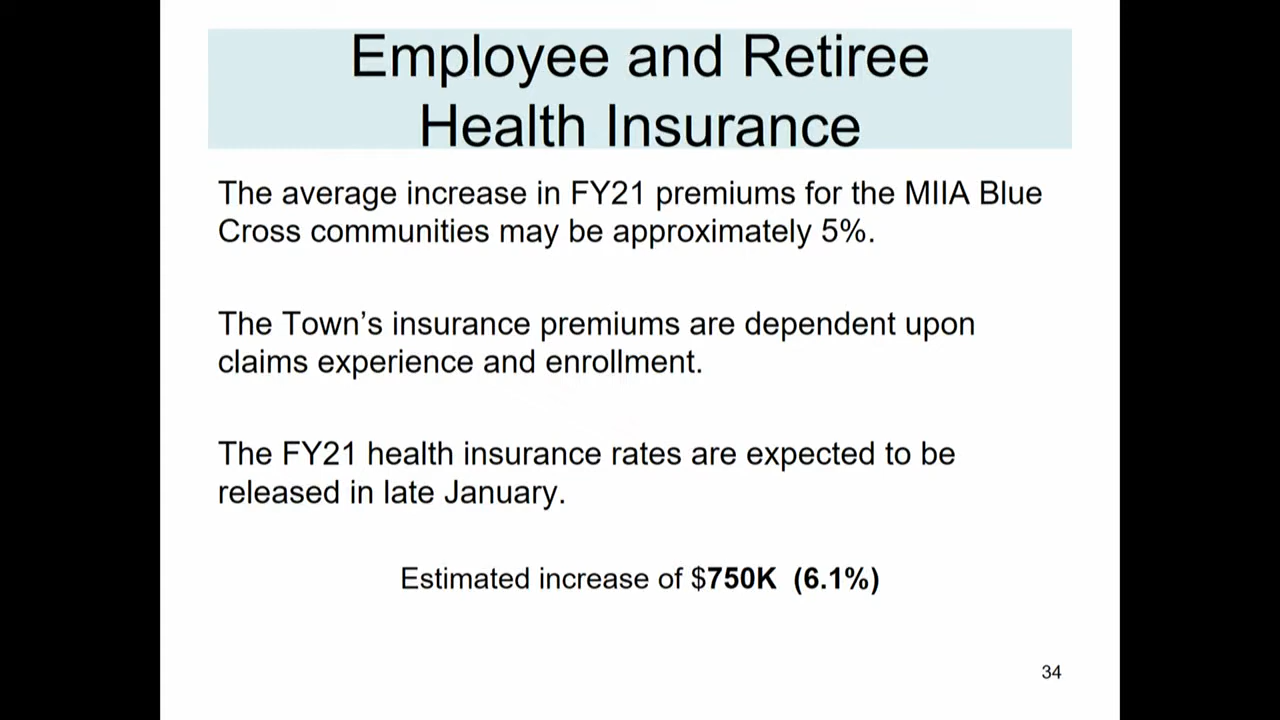 Employee and Retiree
Health Insurance
The average increase in FY21 premiums for the MIIA Blue
Cross communities may be approximately 5%.
The Town’s insurance premiums are dependent upon
claims experience and enrollment.
The FY21 health insurance rates are expected to be
released in late January.
Estimated increase of $750K (6.1%)
34